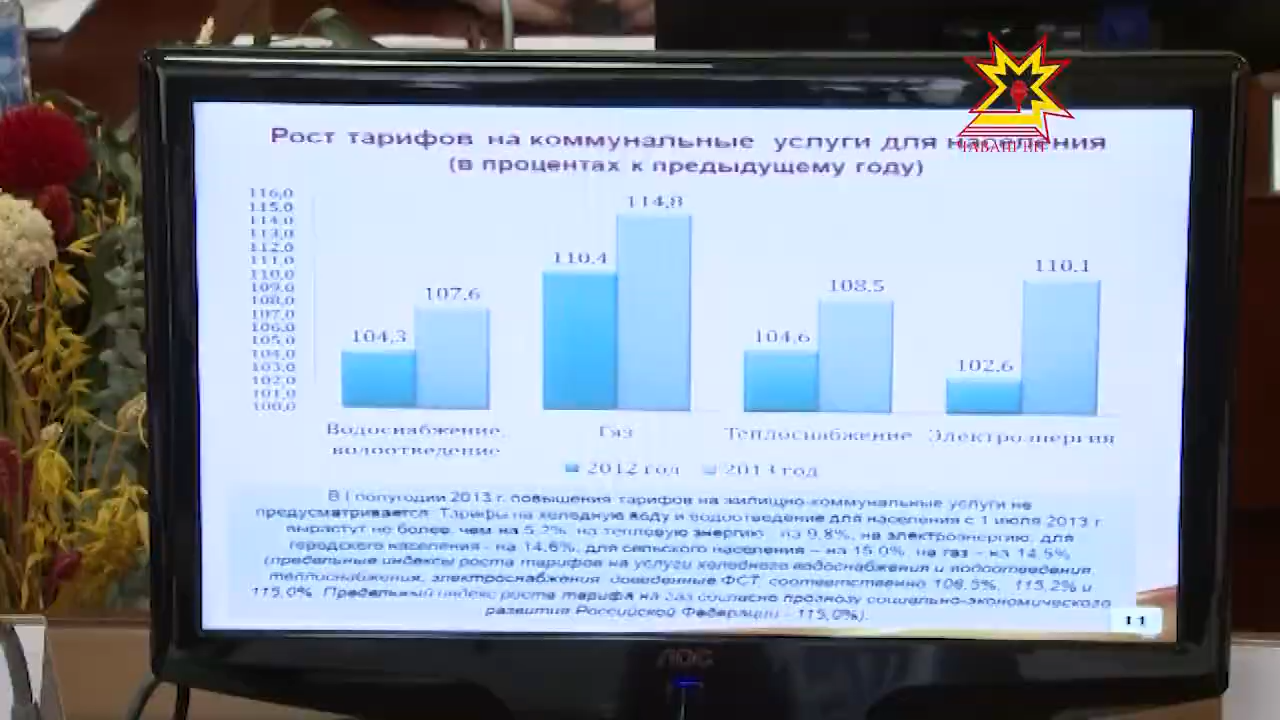 Рост тарифов на коммунальные услуги для населения
(в процентах к предыдущему году)
116,0
115,0
114,0
113,0
112,0
111,0
110,0
109,0
108,0
107,0
106,0
105,0
104,0
103,0
102,0
101,0
100,0
104,3
107,6
110,4
114,8
104,6
108,5
102,6
110,1
Водоснабжение,
водоотведение
Газ
Теплоснабжение
Электроэнергия
2012 год
2013 год
В I полугодии 2013 г. повышения тарифов на жилищно-коммунальные услуги не
предусматривается. Тарифы на холодную воду и водоотведение для населения с 1 июля 2013 г.
вырастут не более, чем на 5,2%, на тепловую энергию - на 9,8%, на электроэнергию: для
городского населения - на 14,6%, для сельского населения – на 15,0%, на газ – на 14,5%
(предельные индексы роста тарифов на услуги холодного водоснабжения и водоотведения,
теплоснабжения, электроснабжения, доведенные ФСТ, соответственно 106,5%, 115,2% и
115,0%. Предельный индекс роста тарифа на газ согласно прогнозу социально-экономического
развития Российской Федерации - 115,0%).
11
ЧӐВАШ ЕН